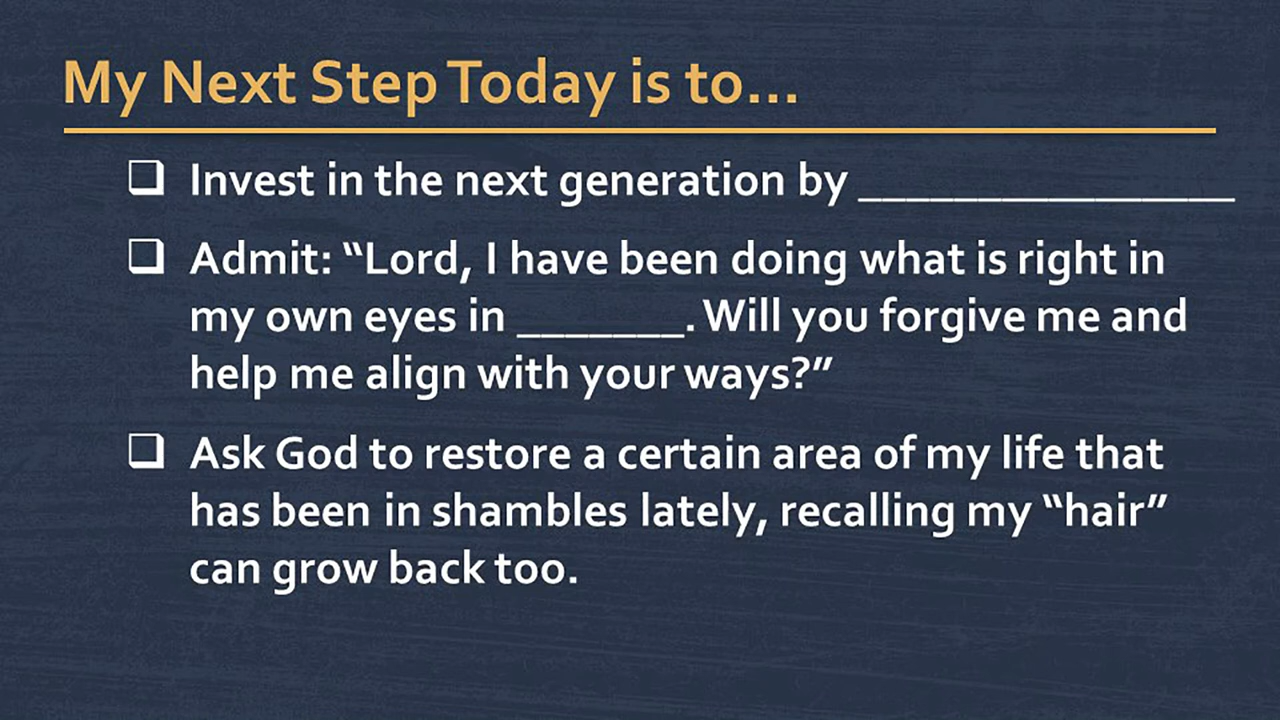 My Next Step Today is to...
❑ Invest in the next generation by ________________
❑ Admit: “Lord, I have been doing what is right in
my own eyes in _______. Will you forgive me and
help me align with your ways?”
❑ Ask God to restore a certain area of my life that
has been in shambles lately, recalling my “hair”
can grow back too.